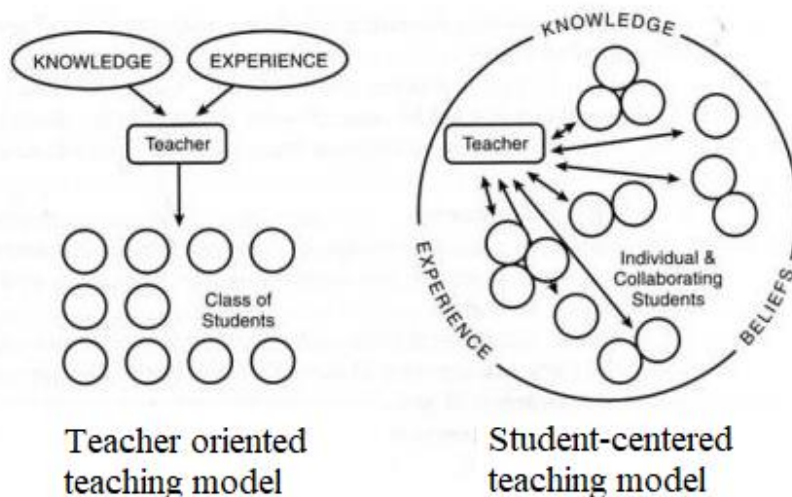 KNOWLEDGE
EXPERIENCE
Teacher
Class of
Students
Teacher oriented
teaching model
KNOWLEDGE
Teacher
EXPERIENCE
Individual &
Collaborating
Students
BELIEFS
Student-centered
teaching model